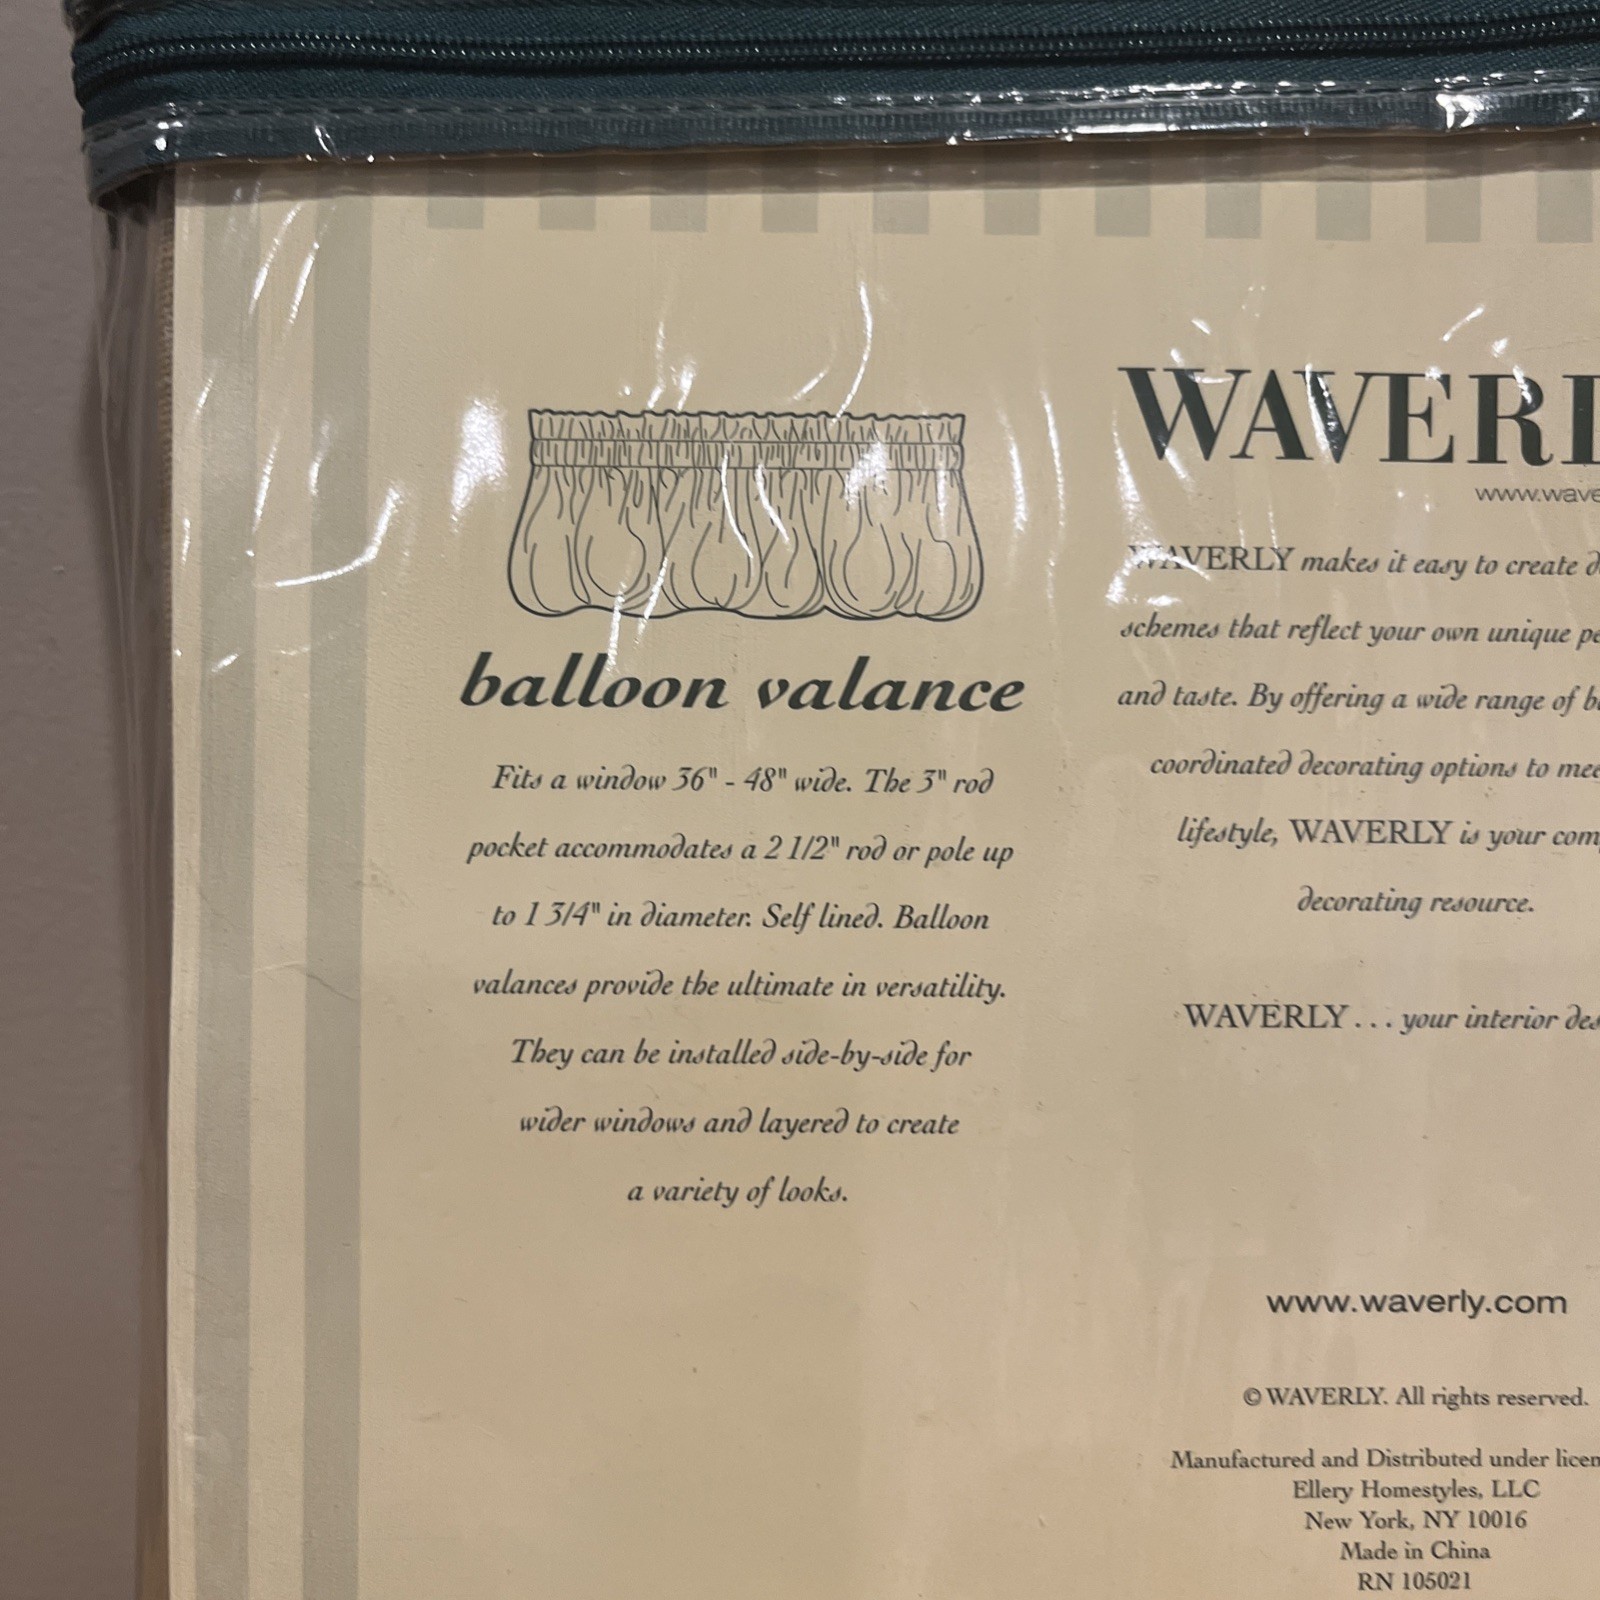 balloon valance
Fits a window 36" - 48" wide. The 3" rod
pocket accommodates a 2 1/2" rod or pole up
to 1 3/4" in diameter. Self lined. Balloon
valances provide the ultimate in versatility.
They can be installed side-by-side for
wider windows and layered to create
a variety of looks.
WAVERL
www.wave
WAVERLY makes it easy to create d
schemes that reflect your own unique pe
and taste. By offering a wide range of b
coordinated decorating options to mee
lifestyle, WAVERLY is your com
decorating resource.
WAVERLY . . . your interior des
www.waverly.com
© WAVERLY. All rights reserved.
Manufactured and Distributed under licen
Ellery Homestyles, LLC
New York, NY 10016
Made in China
RN 105021